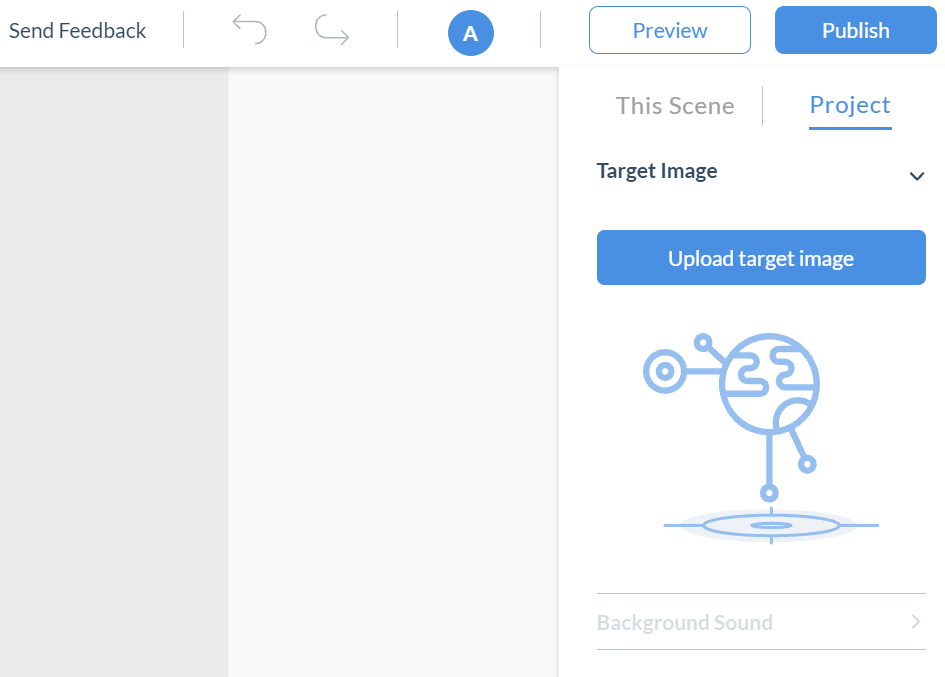 Send Feedback
A
Preview
Publish
This Scene
Project
Target Image
Upload target image
Background Sound